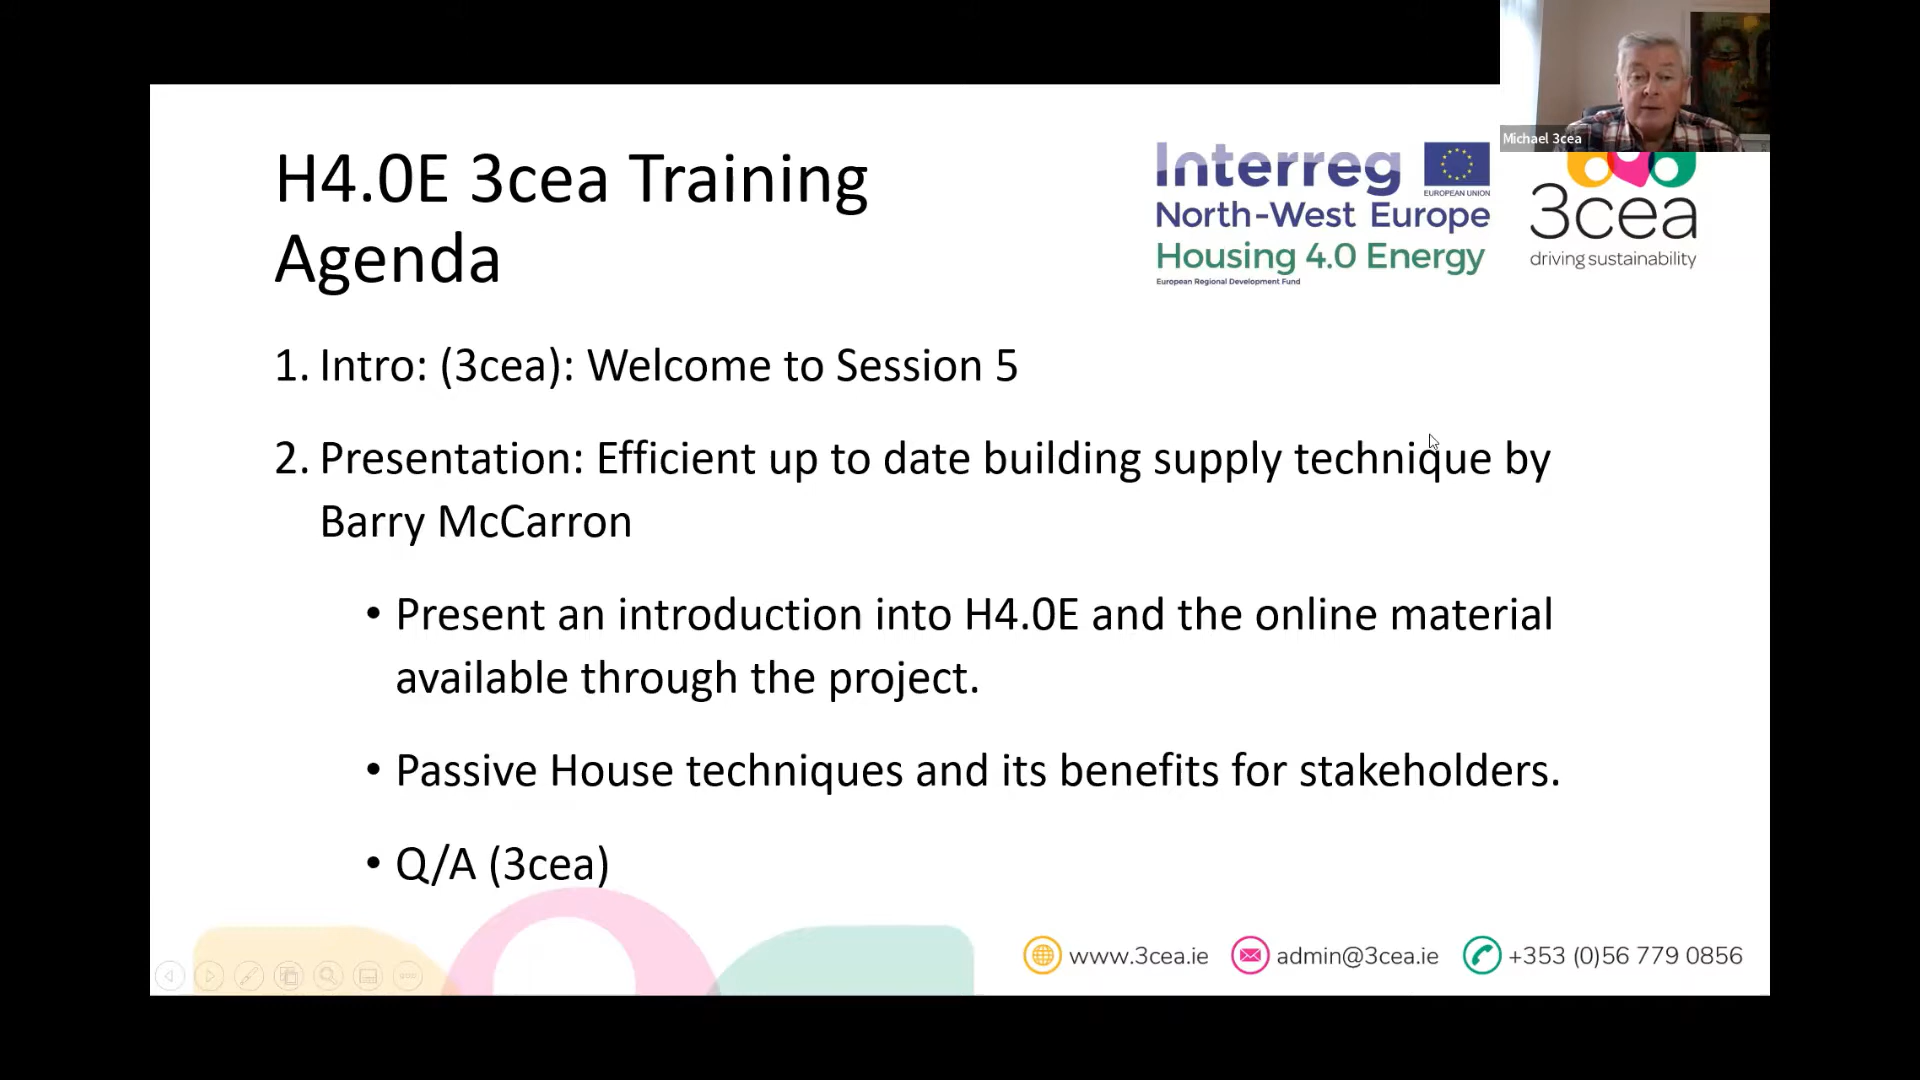 Michael 3cea
H4.0E 3cea Training
Agenda
Interreg
EUROPEAN UNION
North-West Europe
Housing 4.0 Energy
European Regional Development Fund
3cea
driving sustainability
1. Intro: (3cea): Welcome to Session 5
2. Presentation: Efficient up to date building supply technique by
Barry McCarron
• Present an introduction into H4.0E and the online material
available through the project.
• Passive House techniques and its benefits for stakeholders.
• Q/A (3cea)
www.3cea.ie
admin@3cea.ie
+353 (0)56 779 0856